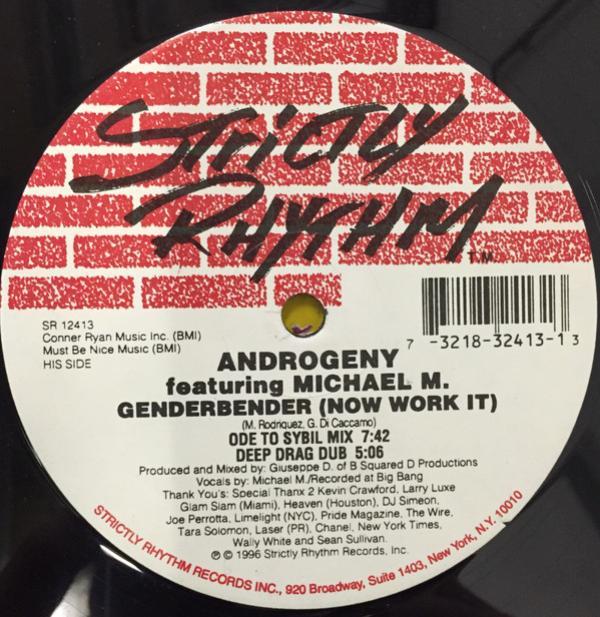 STRICTLY
RHYTHM
T.M.
SR 12413
Conner Ryan Music Inc. (BMI)
Must Be Nice Music (BMI)
HIS SIDE
7 -3218-32413-1 3
ANDROGENY
featuring MICHAEL M.
GENDERBENDER (NOW WORK IT)
(M. Rodriquez, G. Di Caccamo)
ODE TO SYBIL MIX 7:42
DEEP DRAG DUB 5:06
Produced and Mixed by: Giuseppe D. of B Squared D Productions
Vocals by: Michael M./Recorded at Big Bang
Thank You's: Special Thanx 2 Kevin Crawford, Larry Luxe
Glam Slam (Miami), Heaven (Houston), DJ Simeon,
Joe Perrotta, Limelight (NYC), Pride Magazine, The Wire,
Tara Solomon, Laser (PR), Chanel, New York Times,
Wally White and Sean Sullivan.
℗ © 1996 Strictly Rhythm Records, Inc.
STRICTLY RHYTHM RECORDS INC., 920 Broadway, Suite 1403, New York, N.Y. 10010